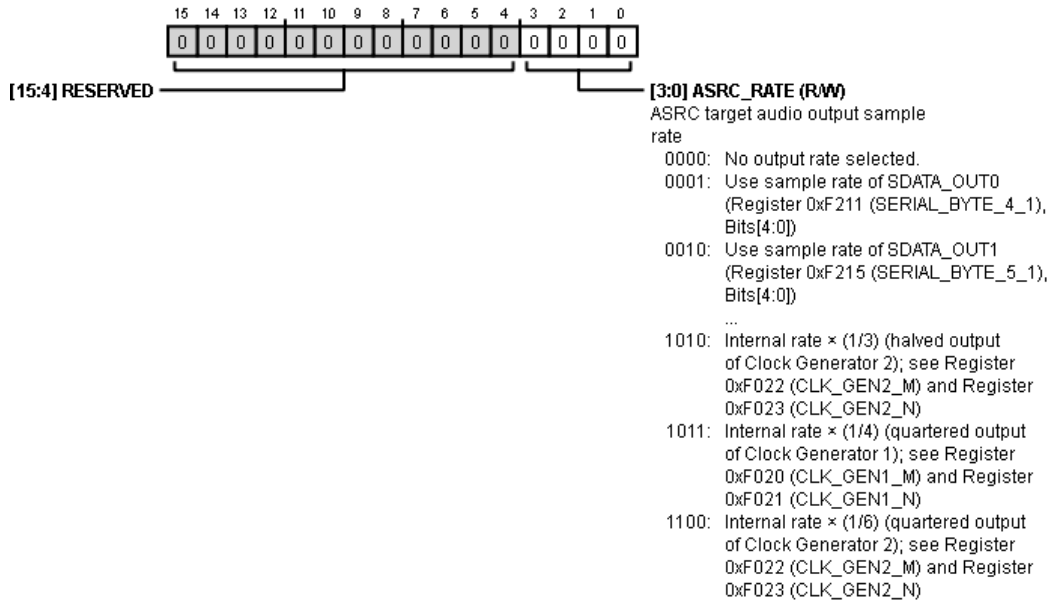 15 14 13 12 11 10 9 8 7 6 5 4 3 2 1 0
0 0 0 0 0 0 0 0 0 0 0 0 0 0 0 0
[15:4] RESERVED
[3:0] ASRC_RATE (R/W)
ASRC target audio output sample
rate
0000: No output rate selected.
0001: Use sample rate of SDATA_OUT0
(Register 0xF211 (SERIAL_BYTE_4_1),
Bits[4:0])
0010: Use sample rate of SDATA_OUT1
(Register 0xF215 (SERIAL_BYTE_5_1),
Bits[4:0])
...
1010: Internal rate × (1/3) (halved output
of Clock Generator 2); see Register
0xF022 (CLK_GEN2_M) and Register
0xF023 (CLK_GEN2_N)
1011: Internal rate × (1/4) (quartered output
of Clock Generator 1); see Register
0xF020 (CLK_GEN1_M) and Register
0xF021 (CLK_GEN1_N)
1100: Internal rate × (1/6) (quartered output
of Clock Generator 2); see Register
0xF022 (CLK_GEN2_M) and Register
0xF023 (CLK_GEN2_N)